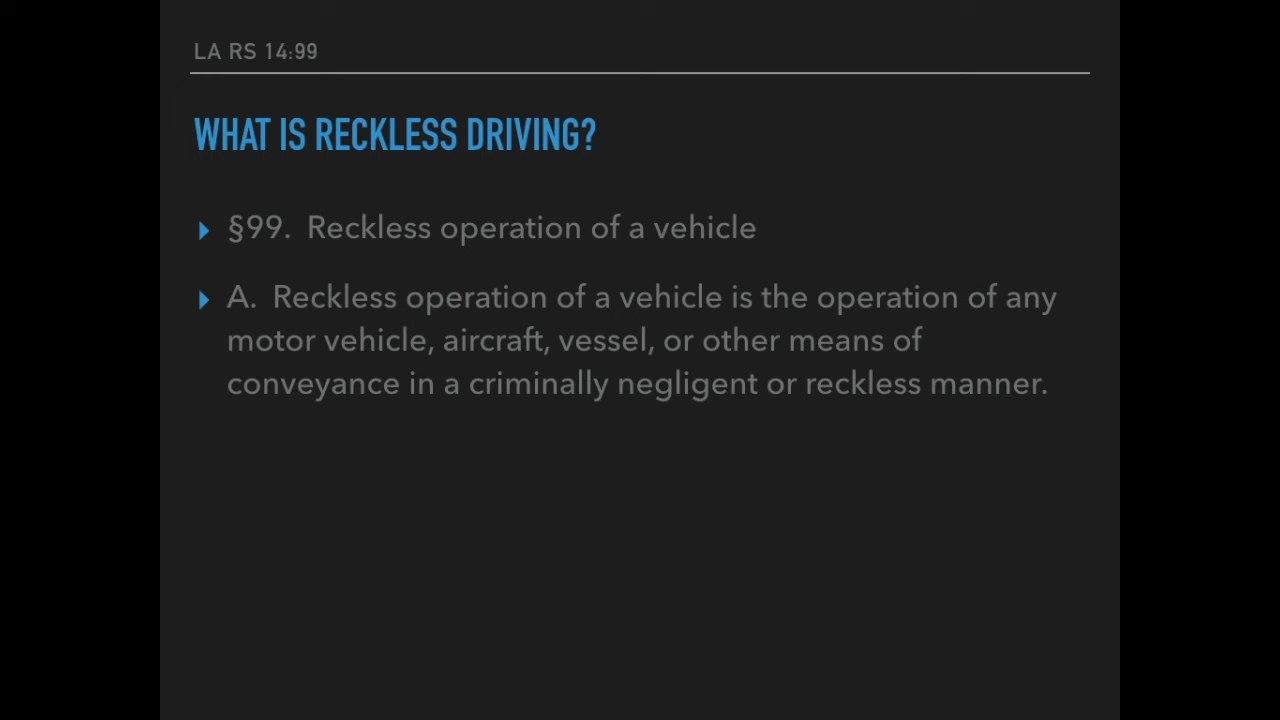 LA RS 14:99
WHAT IS RECKLESS DRIVING?
§99. Reckless operation of a vehicle
A. Reckless operation of a vehicle is the operation of any
motor vehicle, aircraft, vessel, or other means of
conveyance in a criminally negligent or reckless manner.